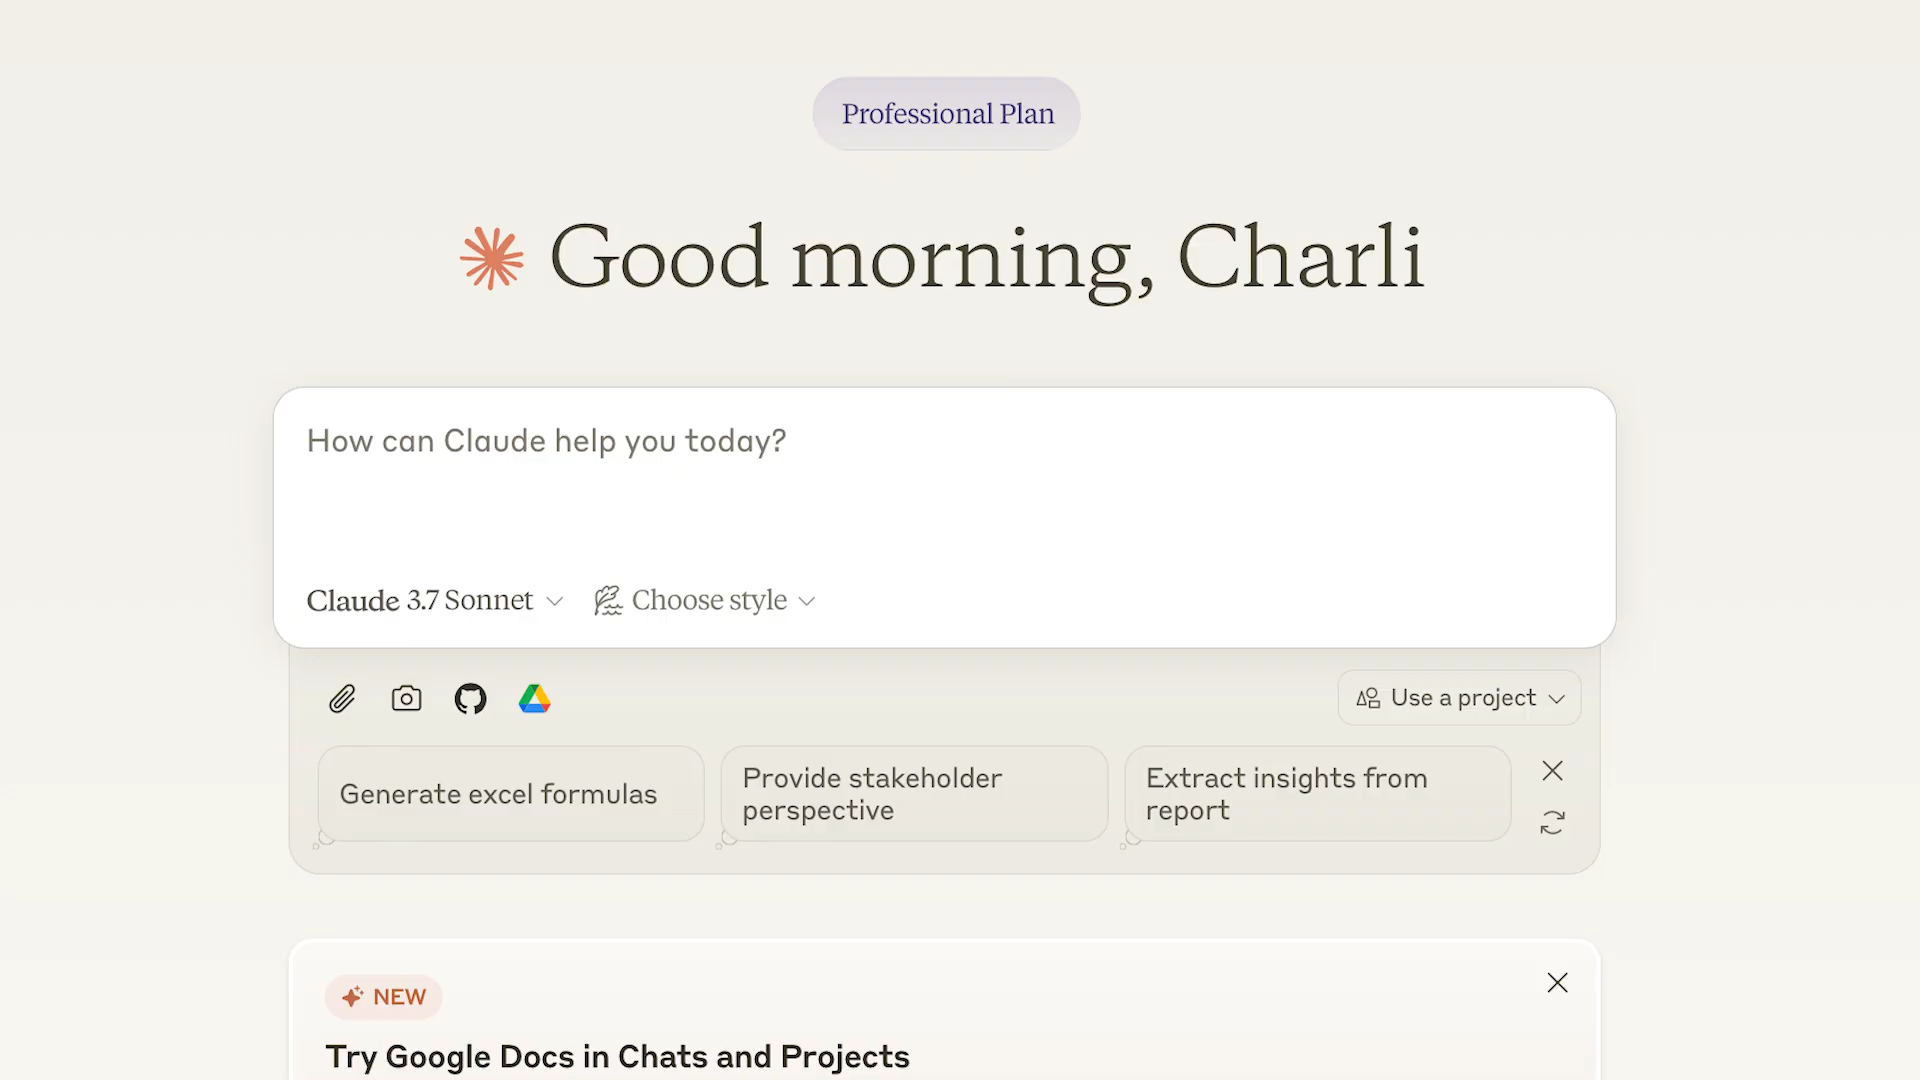 Professional Plan
Good morning, Charli
How can Claude help you today?
Claude 3.7 Sonnet
Choose style
Use a project
Generate excel formulas
Provide stakeholder
perspective
Extract insights from
report
NEW
Try Google Docs in Chats and Projects